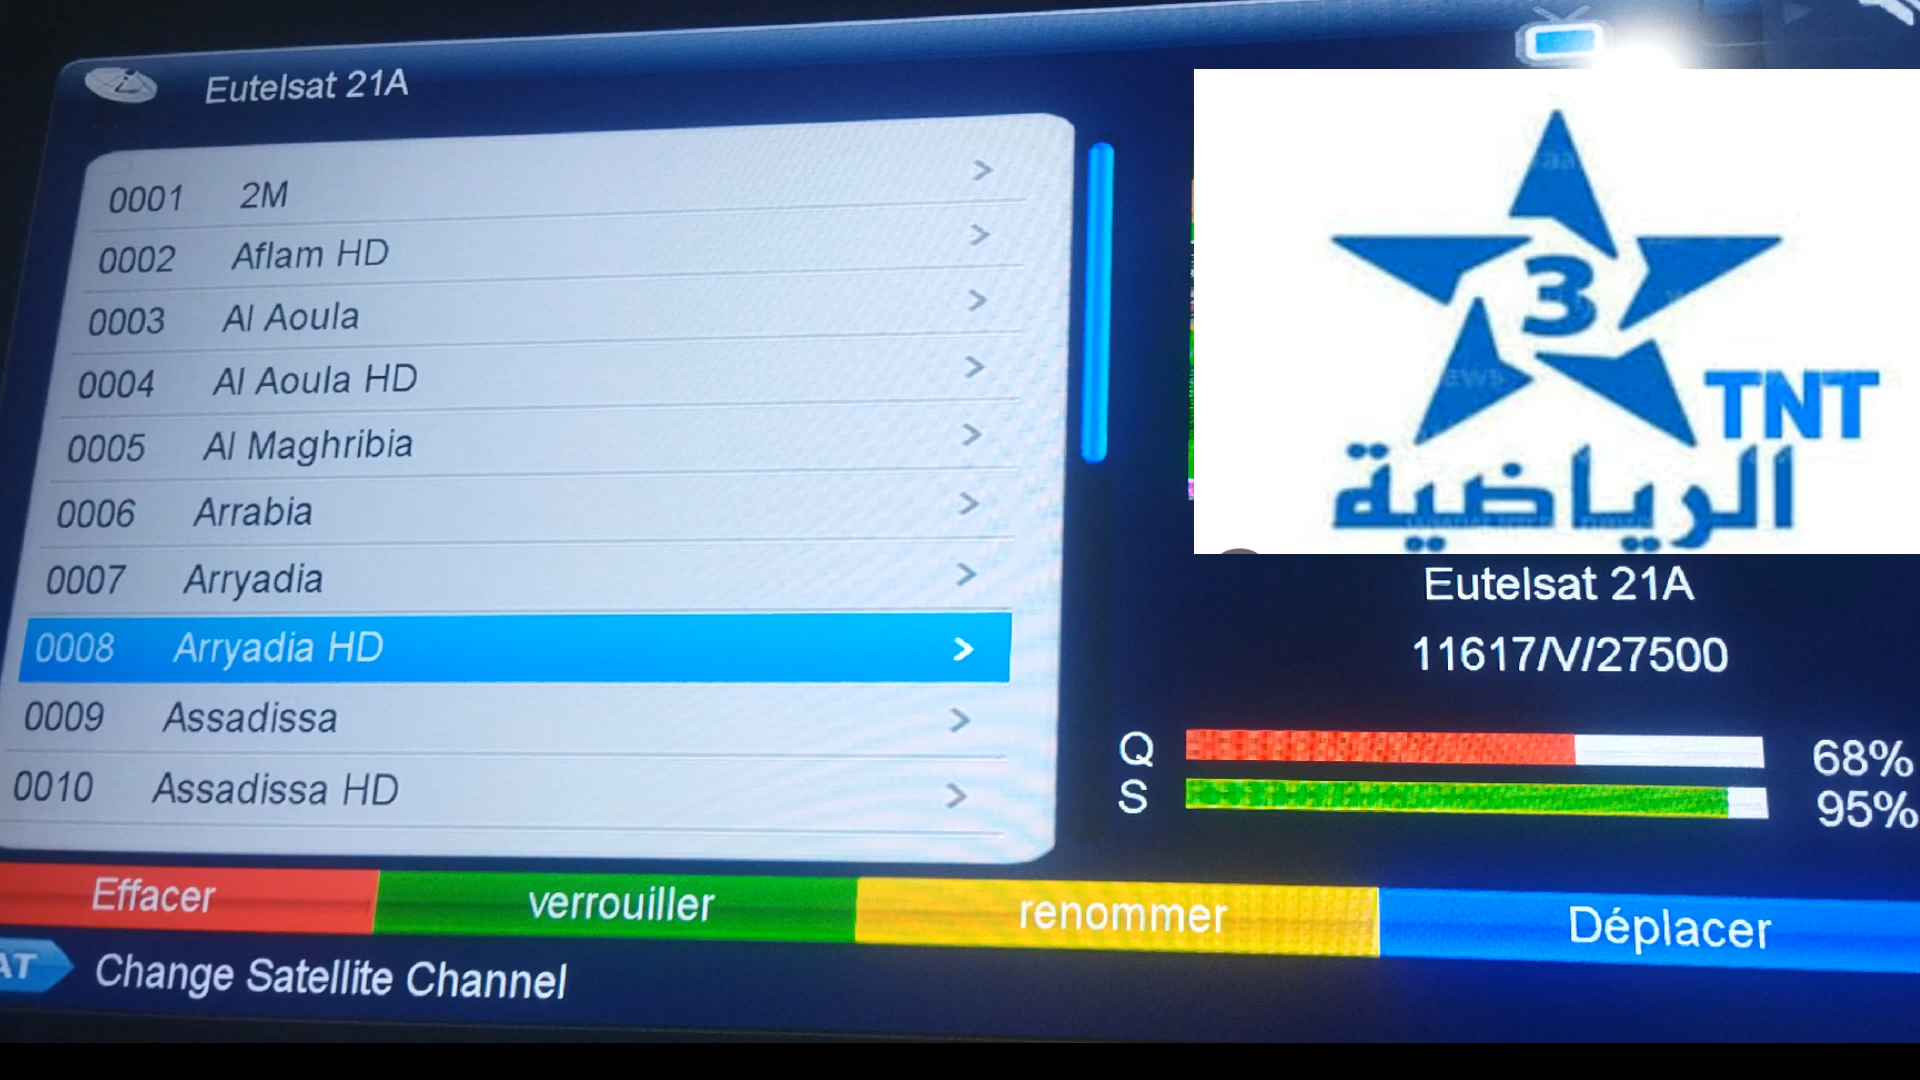 Eutelsat 21A
0001 2M >
0002 Aflam HD >
0003 Al Aoula >
0004 Al Aoula HD >
0005 Al Maghribia >
0006 Arrabia >
0007 Arryadia >
0008 Arryadia HD >
0009 Assadissa >
0010 Assadissa HD >
3
TNT
الرياضية
Eutelsat 21A
11617/V/27500
Q 68%
S 95%
Effacer verrouiller renommer Déplacer
AT Change Satellite Channel